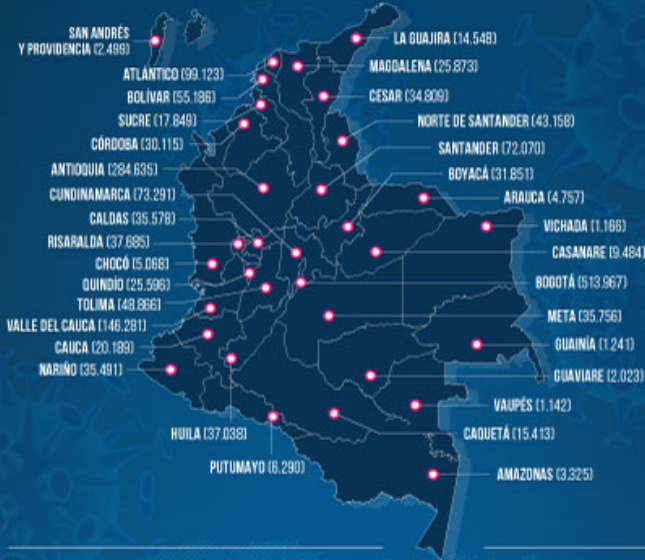 SAN ANDRÉS
Y PROVIDENCIA (2.499)
ATLÁNTICO (99.123)
BOLÍVAR (55.186)
SUCRE (17.849)
CÓRDOBA (30.115)
ANTIOQUIA (284.635)
CUNDINAMARCA (73.291)
CALDAS (35.578)
RISARALDA (37.685)
CHOCÓ (5.068)
QUINDÍO (25.596)
TOLIMA (48.866)
VALLE DEL CAUCA (146.281)
CAUCA (20.189)
NARIÑO (35.491)
HUILA (37.038)
PUTUMAYO (6.290)
LA GUAJIRA (14.548)
MAGDALENA (25.873)
CESAR (34.809)
NORTE DE SANTANDER (43.158)
SANTANDER (72.070)
BOYACÁ (31.851)
ARAUCA (4.757)
VICHADA (1.166)
CASANARE (9.484)
BOGOTÁ (513.967)
META (35.756)
GUAINÍA (1.241)
GUAVIARE (2.023)
VAUPÉS (1.142)
CAQUETÁ (15.413)
AMAZONAS (3.325)